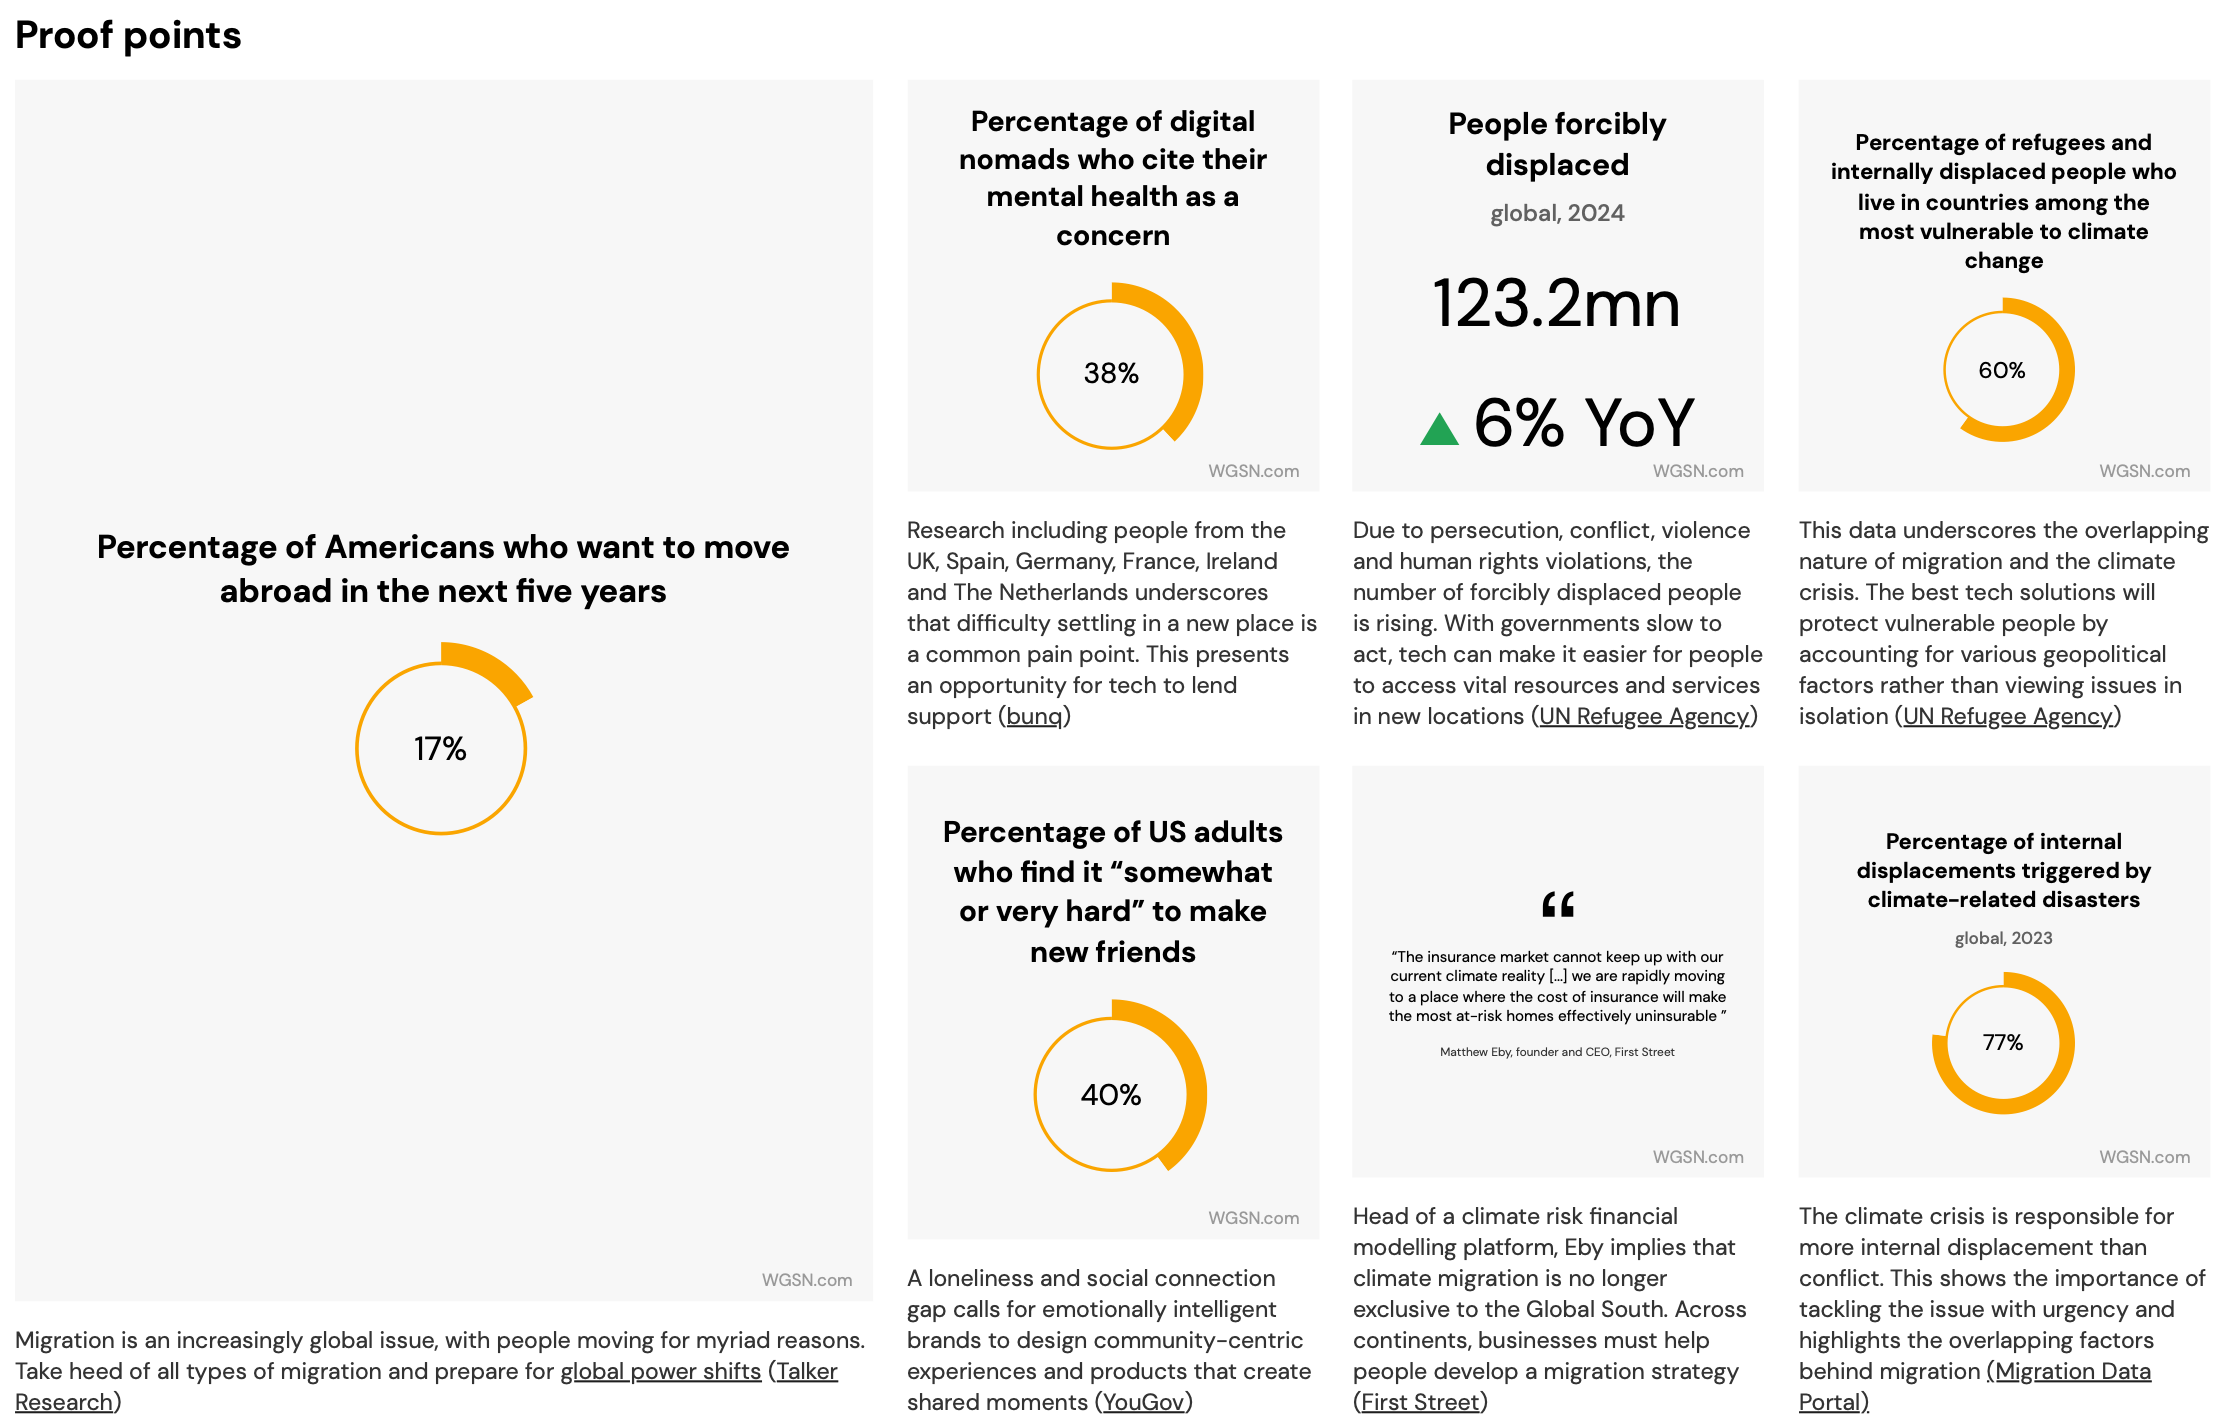 Proof points
Percentage of Americans who want to move
abroad in the next five years
17%
WGSN.com
Migration is an increasingly global issue, with people moving for myriad reasons.
Take heed of all types of migration and prepare for global power shifts (Talker
Research)
Percentage of digital
nomads who cite their
mental health as a
concern
38%
WGSN.com
Research including people from the
UK, Spain, Germany, France, Ireland
and The Netherlands underscores
that difficulty settling in a new place is
a common pain point. This presents
an opportunity for tech to lend
support (bunq)
People forcibly
displaced
global, 2024
123.2mn
6% YoY
WGSN.com
Due to persecution, conflict, violence
and human rights violations, the
number of forcibly displaced people
is rising. With governments slow to
act, tech can make it easier for people
to access vital resources and services
in new locations (UN Refugee Agency)
Percentage of refugees and
internally displaced people who
live in countries among the
most vulnerable to climate
change
60%
WGSN.com
This data underscores the overlapping
nature of migration and the climate
crisis. The best tech solutions will
protect vulnerable people by
accounting for various geopolitical
factors rather than viewing issues in
isolation (UN Refugee Agency)
Percentage of US adults
who find it “somewhat
or very hard” to make
new friends
40%
WGSN.com
A loneliness and social connection
gap calls for emotionally intelligent
brands to design community-centric
experiences and products that create
shared moments (YouGov)
“
“The insurance market cannot keep up with our
current climate reality [...] we are rapidly moving
to a place where the cost of insurance will make
the most at-risk homes effectively uninsurable ”
Matthew Eby, founder and CEO, First Street
WGSN.com
Head of a climate risk financial
modelling platform, Eby implies that
climate migration is no longer
exclusive to the Global South. Across
continents, businesses must help
people develop a migration strategy
(First Street)
Percentage of internal
displacements triggered by
climate-related disasters
global, 2023
77%
WGSN.com
The climate crisis is responsible for
more internal displacement than
conflict. This shows the importance of
tackling the issue with urgency and
highlights the overlapping factors
behind migration (Migration Data
Portal)